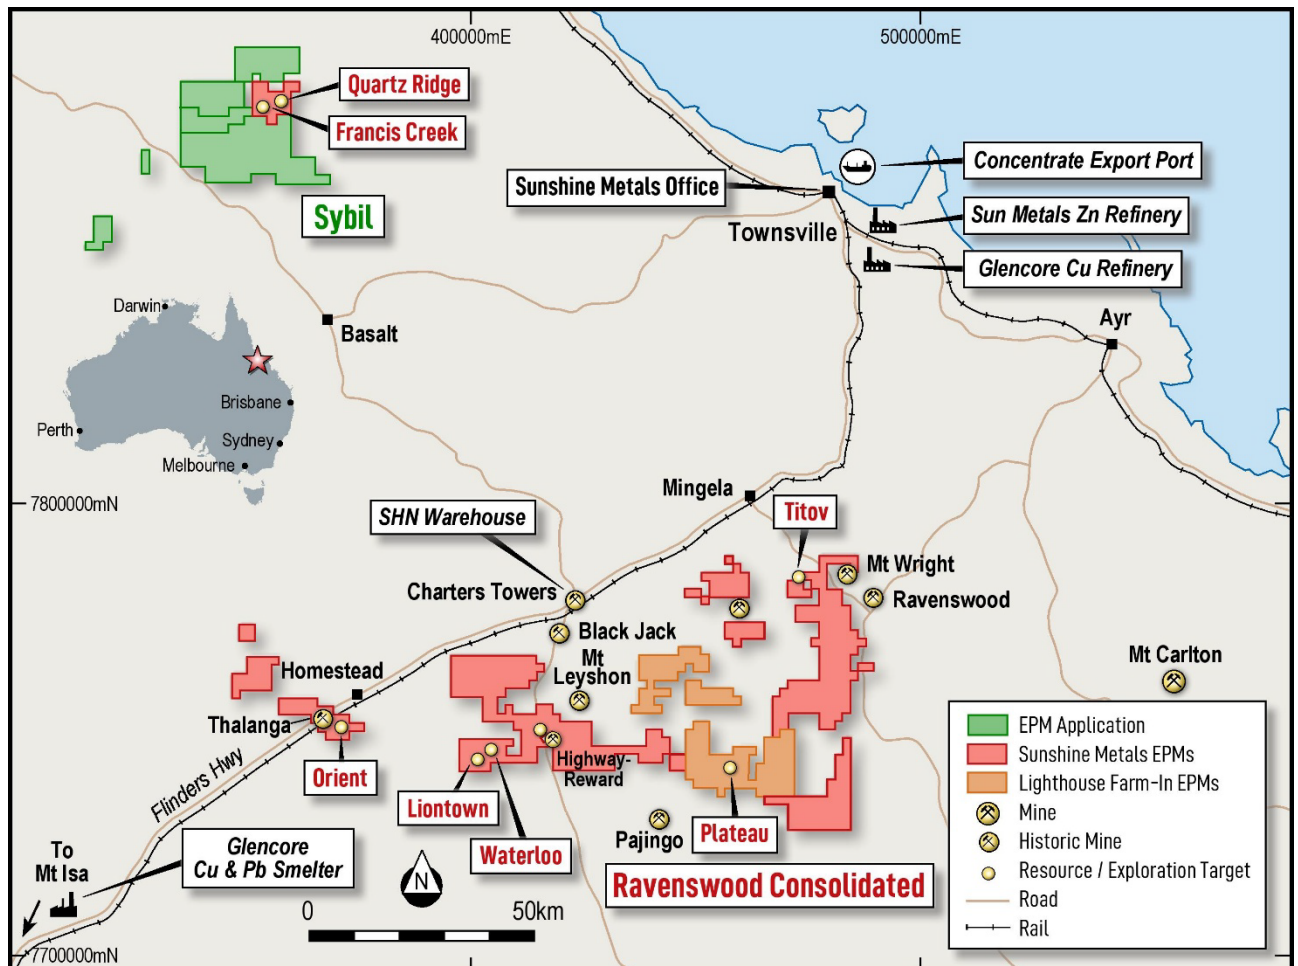 400000mE
500000mE
Quartz Ridge
Francis Creek
Sybil
Sunshine Metals Office
Concentrate Export Port
Sun Metals Zn Refinery
Glencore Cu Refinery
Townsville
Ayr
Basalt
Darwin
Brisbane
Perth
Sydney
Melbourne
7800000mN
Mingela
SHN Warehouse
Titov
Charters Towers
Mt Wright
Ravenswood
Black Jack
Mt
Leyshon
Mt Carlton
Homestead
Thalanga
Orient
Flinders Hwy
Highway-
Reward
Liontown
Waterloo
Pajingo
Plateau
Ravenswood Consolidated
To
Mt Isa
Glencore
Cu & Pb Smelter
N
0
50km
7700000mN
EPM Application
Sunshine Metals EPMs
Lighthouse Farm-In EPMs
Mine
Historic Mine
Resource / Exploration Target
Road
Rail